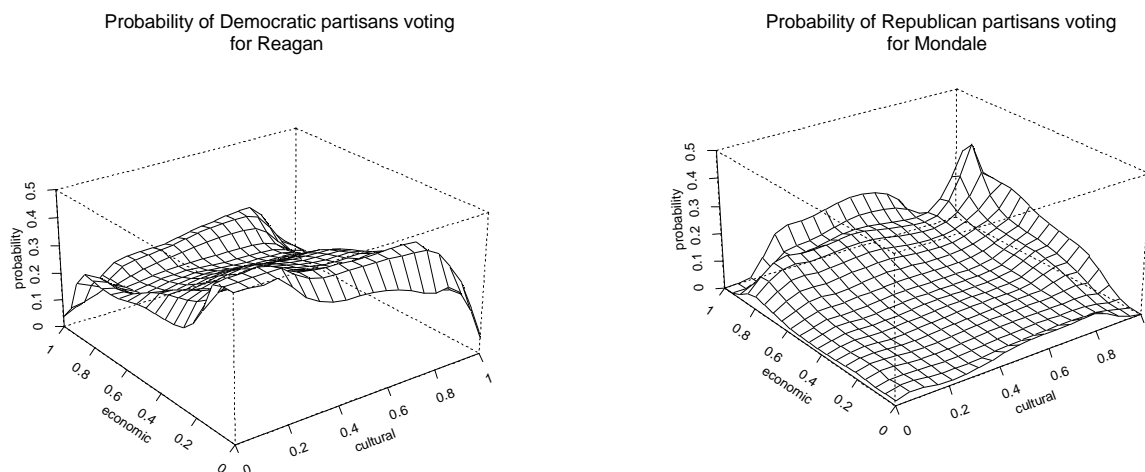 Probability of Democratic partisans voting
for Reagan
probability
0 0.1 0.2 0.3 0.4 0.5
economic
1 0.8 0.6 0.4 0.2 0
cultural
0 0.2 0.4 0.6 0.8 1
Probability of Republican partisans voting
for Mondale
probability
0 0.1 0.2 0.3 0.4 0.5
economic
1 0.8 0.6 0.4 0.2 0
cultural
0 0.2 0.4 0.6 0.8